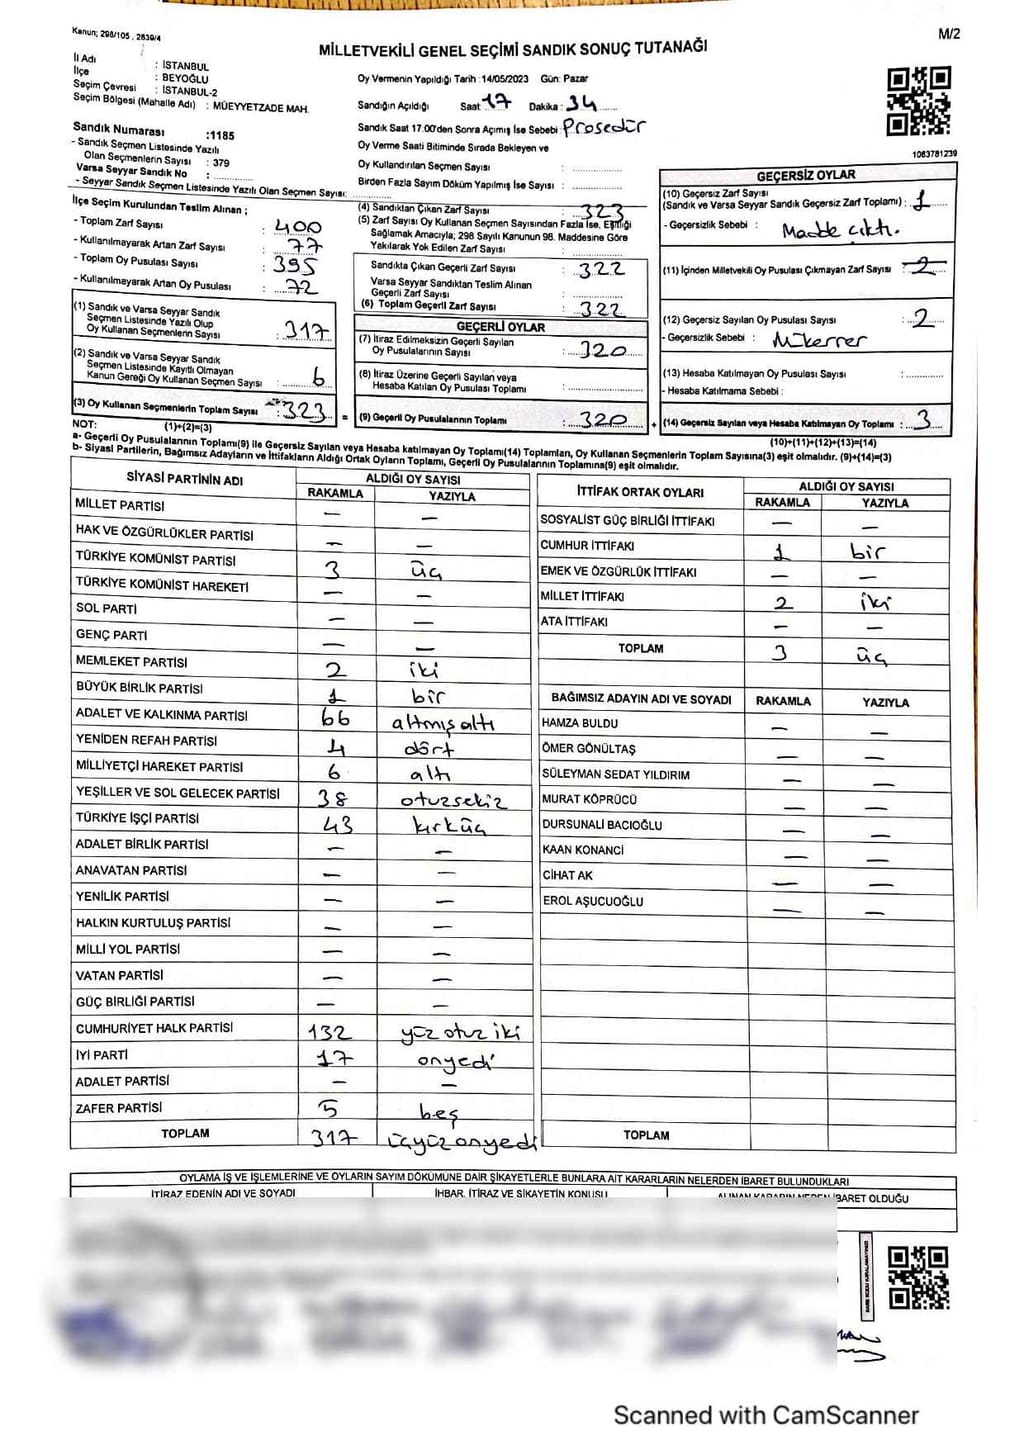 Kanun; 298/105 , 2839/4
M/2
MİLLETVEKİLİ GENEL SEÇİMİ SANDIK SONUÇ TUTANAĞI
İl Adı : İSTANBUL
İlçe : BEYOĞLU
Seçim Çevresi : İSTANBUL-2
Seçim Bölgesi (Mahalle Adı) : MÜEYYETZADE MAH.
Sandık Numarası :1185
- Sandık Seçmen Listesinde Yazılı
Olan Seçmenlerin Sayısı : 379
Varsa Seyyar Sandık No :
- Seyyar Sandık Seçmen Listesinde Yazılı Olan Seçmen Sayısı:
Oy Vermenin Yapıldığı Tarih :14/05/2023 Gün: Pazar
Sandığın Açıldığı Saat 17 Dakika : 34
Sandık Saat 17.00'den Sonra Açımış İse Sebebi: Prosedür
Oy Verme Saati Bitiminde Sırada Bekleyen ve
Oy Kullandırılan Seçmen Sayısı :
Birden Fazla Sayım Döküm Yapılmış İse Sayısı :
1063781239
İlçe Seçim Kurulundan Teslim Alınan ;
- Toplam Zarf Sayısı : 400
- Kullanılmayarak Artan Zarf Sayısı : 77
- Toplam Oy Pusulası Sayısı : 395
- Kullanılmayarak Artan Oy Pusulası : 72
(1) Sandık ve Varsa Seyyar Sandık
Seçmen Listesinde Yazılı Olup
Oy Kullanan Seçmenlerin Sayısı : 317
(2) Sandık ve Varsa Seyyar Sandık
Seçmen Listesinde Kayıtlı Olmayan
Kanun Gereği Oy Kullanan Seçmen Sayısı : 6
(3) Oy Kullanan Seçmenlerin Toplam Sayısı : 323 =
(1)+(2)=(3)
(4) Sandıktan Çıkan Zarf Sayısı : 323
(5) Zarf Sayısı Oy Kullanan Seçmen Sayısından Fazla İse, Eşitliği
Sağlamak Amacıyla, 298 Sayılı Kanunun 98. Maddesine Göre
Yakılarak Yok Edilen Zarf Sayısı :
Sandıkta Çıkan Geçerli Zarf Sayısı : 322
Varsa Seyyar Sandıktan Teslim Alınan
Geçerli Zarf Sayısı :
(6) Toplam Geçerli Zarf Sayısı : 322
GEÇERLİ OYLAR
(7) İtiraz Edilmeksizin Geçerli Sayılan
Oy Pusulalarının Sayısı : 320
(8) İtiraz Üzerine Geçerli Sayılan veya
Hesaba Katılan Oy Pusulası Toplamı :
(9) Geçerli Oy Pusulalarının Toplamı : 320 +
GEÇERSİZ OYLAR
(10) Geçersiz Zarf Sayısı
(Sandık ve Varsa Seyyar Sandık Geçersiz Zarf Toplamı) : 1
- Geçersizlik Sebebi : Madde çıktı.
(11) İçinden Milletvekili Oy Pusulası Çıkmayan Zarf Sayısı :
(12) Geçersiz Sayılan Oy Pusulası Sayısı : 2
- Geçersizlik Sebebi : Mükerrer
(13) Hesaba Katılmayan Oy Pusulası Sayısı :
- Hesaba Katılmama Sebebi :
(14) Geçersiz Sayılan veya Hesaba Katılmayan Oy Toplamı : 3
(10)+(11)+(12)+(13)=(14)
NOT:
a- Geçerli Oy Pusulalarının Toplamı(9) ile Geçersiz Sayılan veya Hesaba katılmayan Oy Toplamı(14) Toplamları, Oy Kullanan Seçmenlerin Toplam Sayısına(3) eşit olmalıdır. (9)+(14)=(3)
b- Siyasi Partilerin, Bağımsız Adayların ve İttifakların Aldığı Ortak Oyların Toplamı, Geçerli Oy Pusulalarının Toplamına(9) eşit olmalıdır.
SİYASİ PARTİNİN ADI ALDIĞI OY SAYISI
RAKAMLA YAZIYLA
MİLLET PARTİSİ — —
HAK VE ÖZGÜRLÜKLER PARTİSİ — —
TÜRKİYE KOMÜNİST PARTİSİ 3 üç
TÜRKİYE KOMÜNİST HAREKETİ — —
SOL PARTİ — —
GENÇ PARTİ — —
MEMLEKET PARTİSİ 2 iki
BÜYÜK BİRLİK PARTİSİ 1 bir
ADALET VE KALKINMA PARTİSİ 66 altmışaltı
YENİDEN REFAH PARTİSİ 4 dört
MİLLİYETÇİ HAREKET PARTİSİ 6 altı
YEŞİLLER VE SOL GELECEK PARTİSİ 38 otuzsekiz
TÜRKİYE İŞÇİ PARTİSİ 43 kırküç
ADALET BİRLİK PARTİSİ — —
ANAVATAN PARTİSİ — —
YENİLİK PARTİSİ — —
HALKIN KURTULUŞ PARTİSİ — —
MİLLİ YOL PARTİSİ — —
VATAN PARTİSİ — —
GÜÇ BİRLİĞİ PARTİSİ — —
CUMHURİYET HALK PARTİSİ 132 yüz otuz iki
İYİ PARTİ 17 onyedi
ADALET PARTİSİ — —
ZAFER PARTİSİ 5 beş
TOPLAM 317 üçyüzonyedi
İTTİFAK ORTAK OYLARI ALDIĞI OY SAYISI
RAKAMLA YAZIYLA
SOSYALİST GÜÇ BİRLİĞİ İTTİFAKI — —
CUMHUR İTTİFAKI 1 bir
EMEK VE ÖZGÜRLÜK İTTİFAKI — —
MİLLET İTTİFAKI 2 iki
ATA İTTİFAKI — —
TOPLAM 3 üç
BAĞIMSIZ ADAYIN ADI VE SOYADI RAKAMLA YAZIYLA
HAMZA BULDU — —
ÖMER GÖNÜLTAŞ — —
SÜLEYMAN SEDAT YILDIRIM — —
MURAT KÖPRÜCÜ — —
DURSUNALİ BACIOĞLU — —
KAAN KONANCİ — —
CİHAT AK — —
EROL AŞUCUOĞLU — —
TOPLAM
OYLAMA İŞ VE İŞLEMLERİNE VE OYLARIN SAYIM DÖKÜMÜNE DAİR ŞİKAYETLERLE BUNLARA AİT KARARLARIN NELERDEN İBARET BULUNDUKLARI
İTİRAZ EDENİN ADI VE SOYADI İHBAR, İTİRAZ VE ŞİKAYETİN KONUSU ALINAN KARARIN NEDEN İBARET OLDUĞU
Scanned with CamScanner